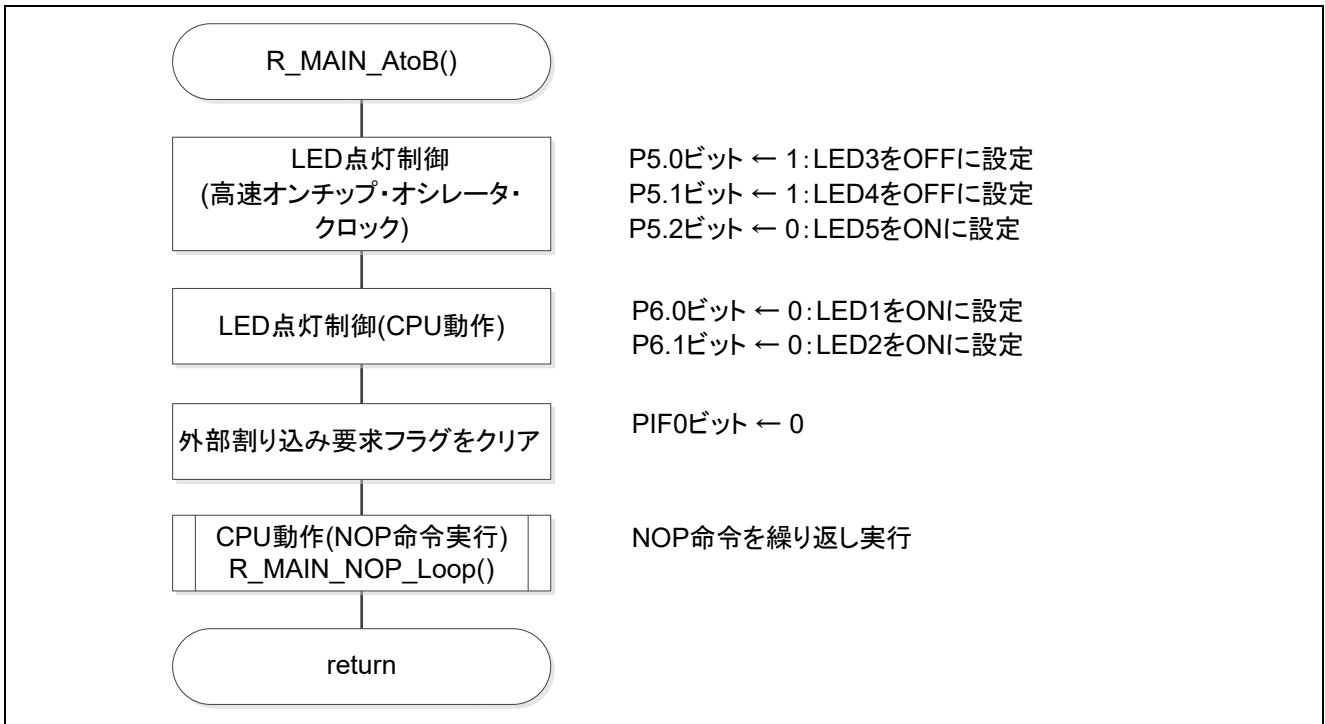 R_MAIN_AtoB()
LED点灯制御
(高速オンチップ・オシレータ・
クロック)
P5.0ビット ← 1:LED3をOFFに設定
P5.1ビット ← 1:LED4をOFFに設定
P5.2ビット ← 0:LED5をONに設定
LED点灯制御(CPU動作)
P6.0ビット ← 0:LED1をONに設定
P6.1ビット ← 0:LED2をONに設定
外部割り込み要求フラグをクリア
PIF0ビット ← 0
CPU動作(NOP命令実行)
R_MAIN_NOP_Loop()
NOP命令を繰り返し実行
return